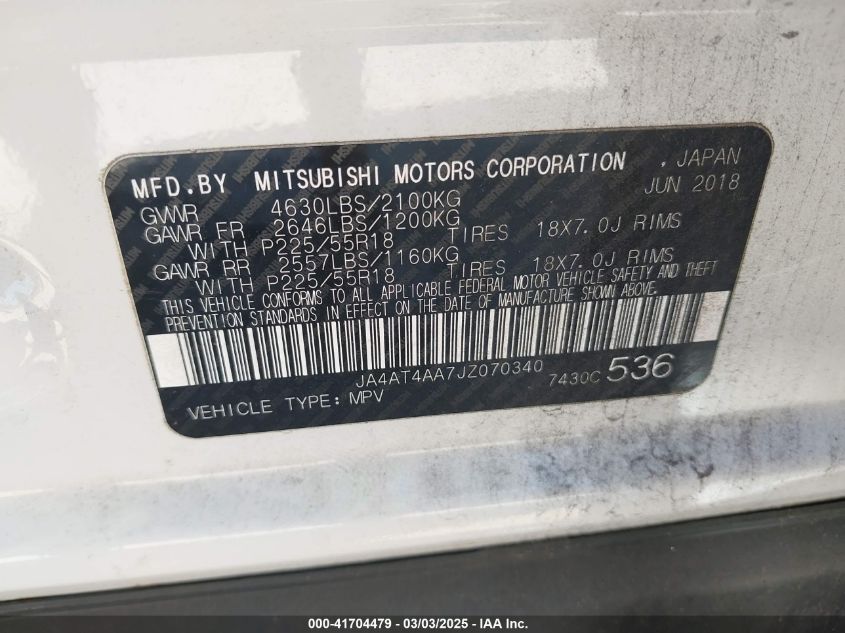 MFD.BY MITSUBISHI MOTORS CORPORATION . JAPAN
JUN 2018
GVWR 4630LBS/2100KG
GAWR FR 2646LBS/1200KG
WITH P225/55R18 TIRES 18X7.0J RIMS
GAWR RR 2557LBS/1160KG
WITH P225/55R18 TIRES 18X7.0J RIMS
THIS VEHICLE CONFORMS TO ALL APPLICABLE FEDERAL MOTOR VEHICLE SAFETY AND THEFT
PREVENTION STANDARDS IN EFFECT ON THE DATE OF MANUFACTURE SHOWN ABOVE.
JA4AT4AA7JZ070340
7430C 536
VEHICLE TYPE: MPV
000-41704479 — 03/03/2025 — IAA Inc.